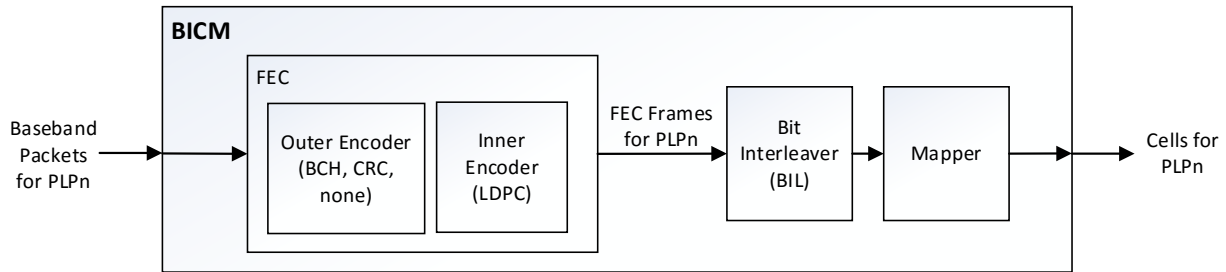 BICM
FEC
Baseband
Packets
for PLPn
Outer Encoder
(BCH, CRC,
none)
Inner
Encoder
(LDPC)
FEC Frames
for PLPn
Bit
Interleaver
(BIL)
Mapper
Cells for
PLPn